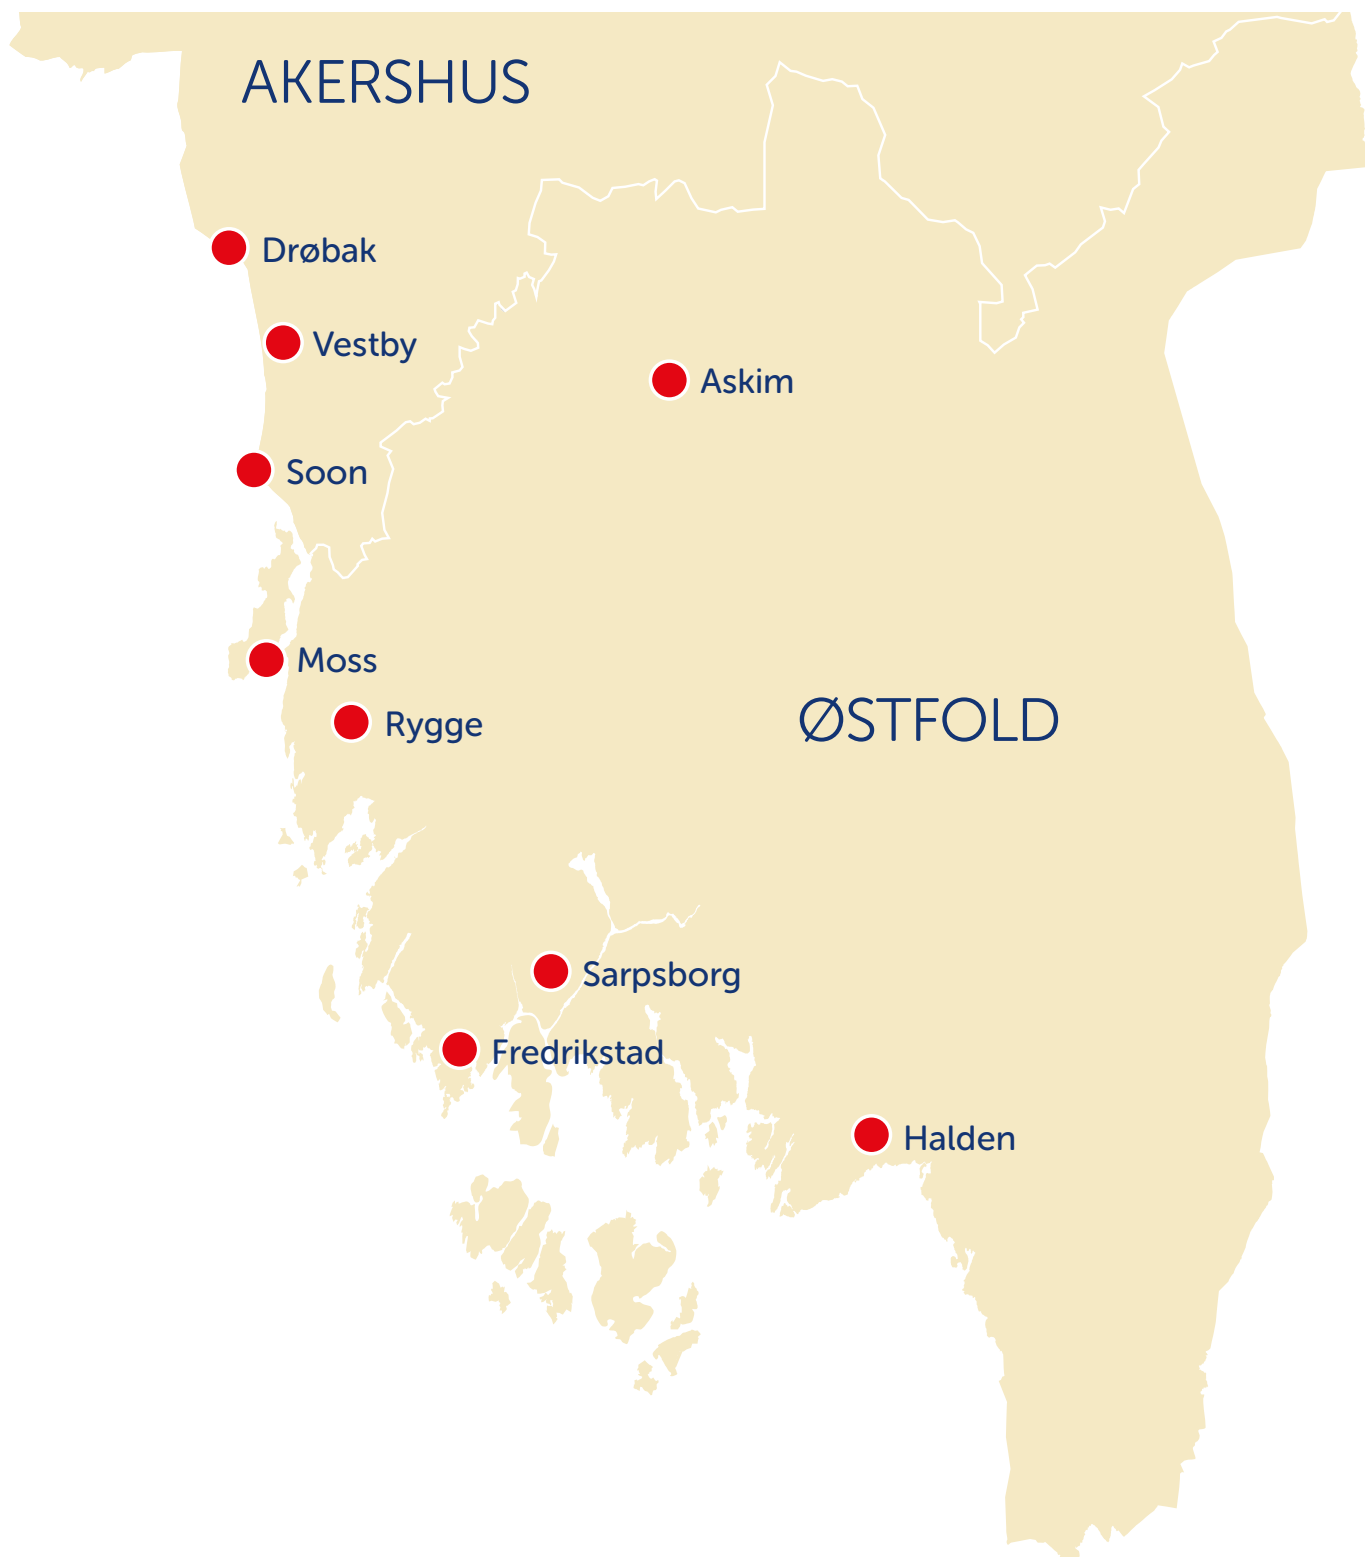 AKERSHUS
Drøbak
Vestby
Askim
Soon
Moss
Rygge
ØSTFOLD
Sarpsborg
Fredrikstad
Halden